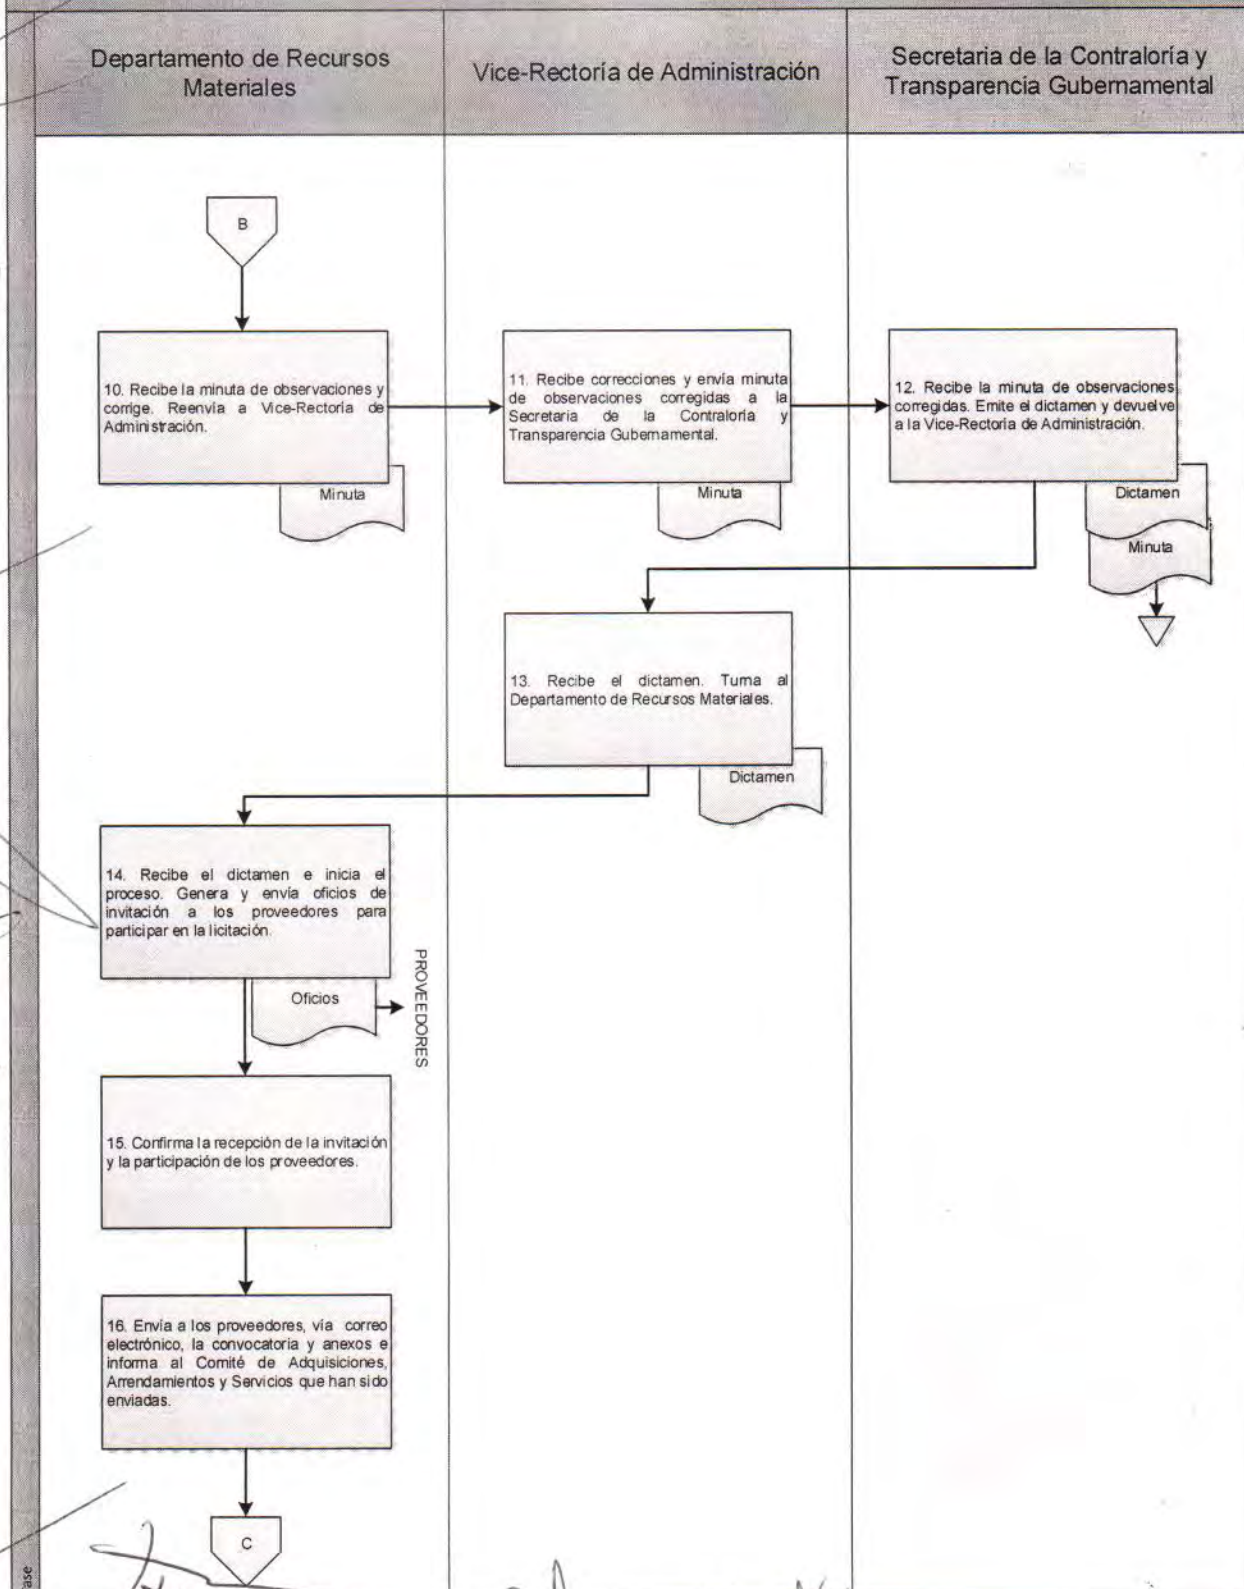 Departamento de Recursos
Materiales
Vice-Rectoría de Administración
Secretaria de la Contraloría y
Transparencia Gubernamental
B
10. Recibe la minuta de observaciones y
corrige. Reenvía a Vice-Rectoría de
Administración.
Minuta
11. Recibe correcciones y envía minuta
de observaciones corregidas a la
Secretaria de la Contraloría y
Transparencia Gubernamental.
Minuta
12. Recibe la minuta de observaciones
corregidas. Emite el dictamen y devuelve
a la Vice-Rectoría de Administración.
Dictamen
Minuta
13. Recibe el dictamen. Turna al
Departamento de Recursos Materiales.
Dictamen
14. Recibe el dictamen e inicia el
proceso. Genera y envía oficios de
invitación a los proveedores para
participar en la licitación.
Oficios
PROVEEDORES
15. Confirma la recepción de la invitación
y la participación de los proveedores.
16. Envía a los proveedores, vía correo
electrónico, la convocatoria y anexos e
informa al Comité de Adquisiciones,
Arrendamientos y Servicios que han sido
enviadas.
C
ase